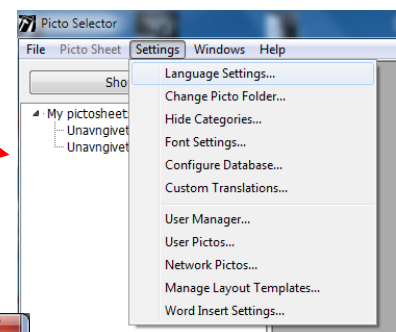 Picto Selector
File Picto Sheet Settings Windows Help
Sho
Language Settings...
Change Picto Folder...
Hide Categories...
Font Settings...
Configure Database...
Custom Translations...
User Manager...
User Pictos...
Network Pictos...
Manage Layout Templates...
Word Insert Settings...
My pictosheet
Unavngivet
Unavngivet